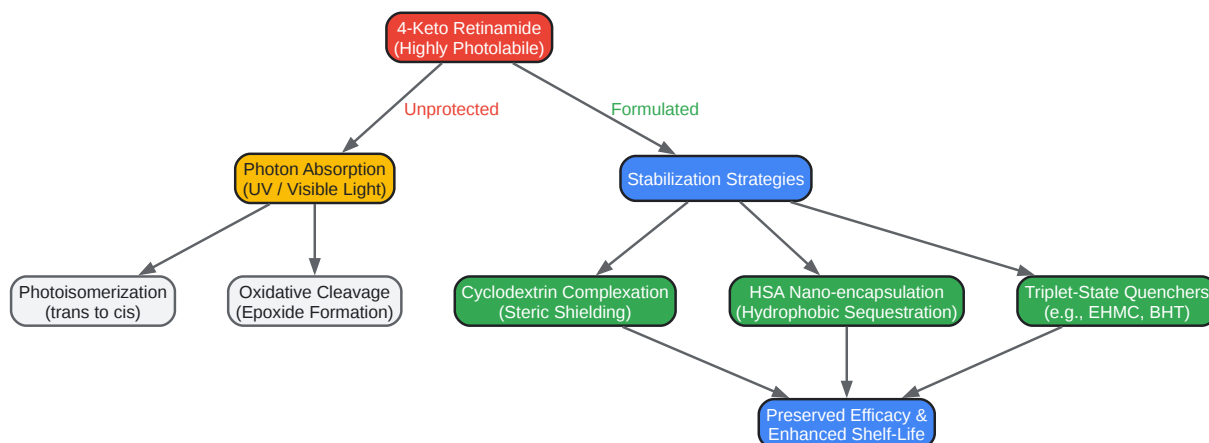 4-Keto Retinamide
(Highly Photolabile)
Unprotected
Formulated
Photon Absorption
(UV / Visible Light)
Stabilization Strategies
Photoisomerization
(trans to cis)
Oxidative Cleavage
(Epoxide Formation)
Cyclodextrin Complexation
(Steric Shielding)
HSA Nano-encapsulation
(Hydrophobic Sequestration)
Triplet-State Quenchers
(e.g., EHMC, BHT)
Preserved Efficacy &
Enhanced Shelf-Life